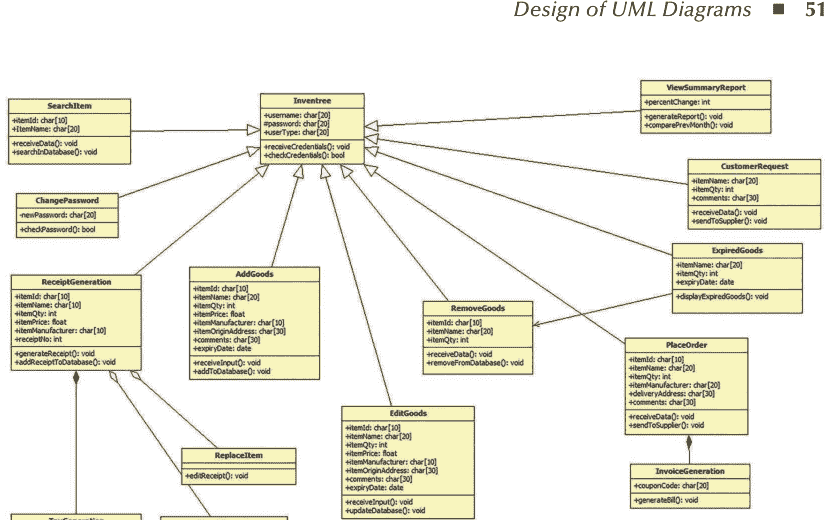 Design of UML Diagrams ■ 51
SearchItem
+itemId: char[10]
+ItemName: char[20]
+receiveData(): void
+searchInDatabase(): void
Inventree
+username: char[20]
#password: char[20]
+userType: char[20]
+receiveCredentials(): void
+checkCredentials(): bool
ViewSummaryReport
+percentChange: int
+generateReport(): void
+comparePrevMonth(): void
CustomerRequest
+itemName: char[20]
+itemQty: int
+comments: char[30]
+receiveData(): void
+sendToSupplier(): void
ChangePassword
-newPassword: char[20]
+checkPassword(): bool
ExpiredGoods
+itemName: char[20]
+itemQty: int
+expiryDate: date
+displayExpiredGoods(): void
ReceiptGeneration
+itemId: char[10]
+itemName: char[10]
+itemQty: int
+itemPrice: float
+itemManufacturer: char[10]
+receiptNo: int
+generateReceipt(): void
+addReceiptToDatabase(): void
AddGoods
+itemId: char[10]
+itemName: char[20]
+itemQty: int
+itemPrice: float
+itemManufacturer: char[10]
+itemOriginAddress: char[30]
+comments: char[30]
+expiryDate: date
+receiveInput(): void
+addToDatabase(): void
RemoveGoods
+itemId: char[10]
+itemName: char[20]
+itemQty: int
+receiveData(): void
+removeFromDatabase(): void
PlaceOrder
+itemId: char[10]
+itemName: char[20]
+itemQty: int
+itemManufacturer: char[20]
+deliveryAddress: char[30]
+comments: char[30]
+receiveData(): void
+sendToSupplier(): void
EditGoods
+itemId: char[10]
+itemName: char[20]
+itemQty: int
+itemPrice: float
+itemManufacturer: char[10]
+itemOriginAddress: char[30]
+comments: char[30]
+expiryDate: date
+receiveInput(): void
+updateDatabase(): void
ReplaceItem
+editReceipt(): void
InvoiceGeneration
+couponCode: char[20]
+generateBill(): void